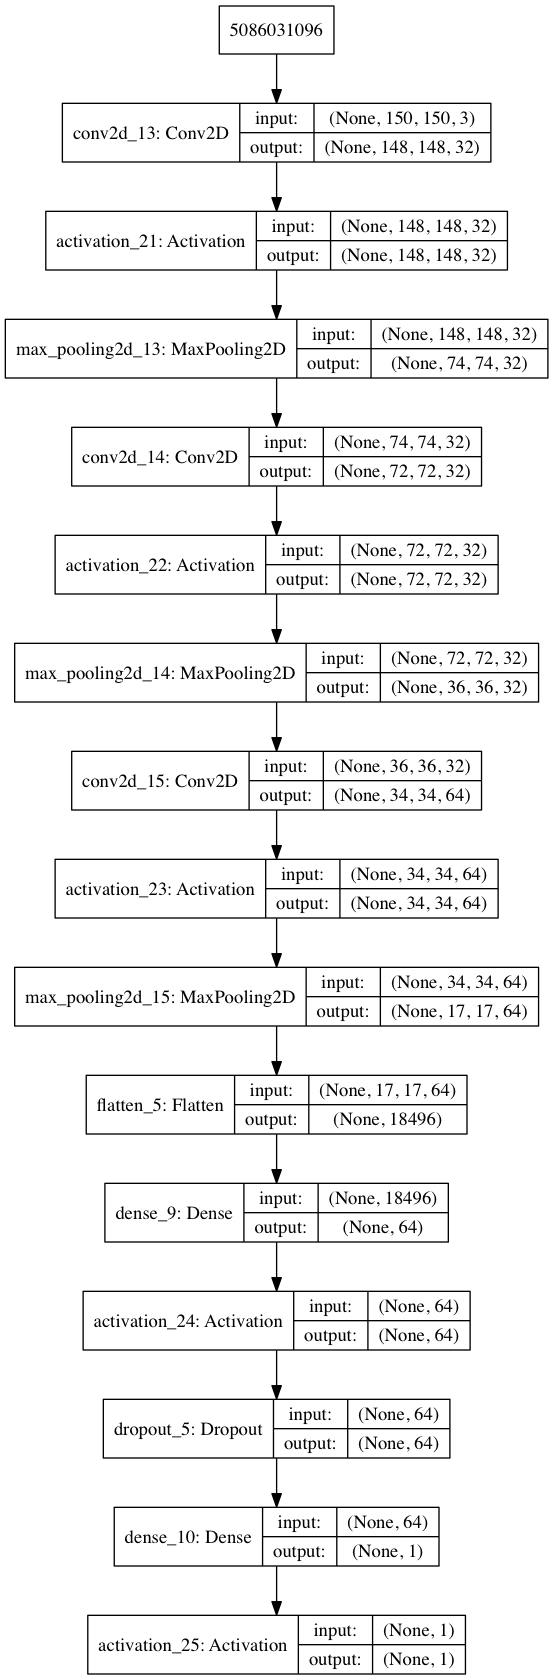 5086031096
conv2d_13: Conv2D
input:
(None, 150, 150, 3)
output:
(None, 148, 148, 32)
activation_21: Activation
input:
(None, 148, 148, 32)
output:
(None, 148, 148, 32)
max_pooling2d_13: MaxPooling2D
input:
(None, 148, 148, 32)
output:
(None, 74, 74, 32)
conv2d_14: Conv2D
input:
(None, 74, 74, 32)
output:
(None, 72, 72, 32)
activation_22: Activation
input:
(None, 72, 72, 32)
output:
(None, 72, 72, 32)
max_pooling2d_14: MaxPooling2D
input:
(None, 72, 72, 32)
output:
(None, 36, 36, 32)
conv2d_15: Conv2D
input:
(None, 36, 36, 32)
output:
(None, 34, 34, 64)
activation_23: Activation
input:
(None, 34, 34, 64)
output:
(None, 34, 34, 64)
max_pooling2d_15: MaxPooling2D
input:
(None, 34, 34, 64)
output:
(None, 17, 17, 64)
flatten_5: Flatten
input:
(None, 17, 17, 64)
output:
(None, 18496)
dense_9: Dense
input:
(None, 18496)
output:
(None, 64)
activation_24: Activation
input:
(None, 64)
output:
(None, 64)
dropout_5: Dropout
input:
(None, 64)
output:
(None, 64)
dense_10: Dense
input:
(None, 64)
output:
(None, 1)
activation_25: Activation
input:
(None, 1)
output:
(None, 1)